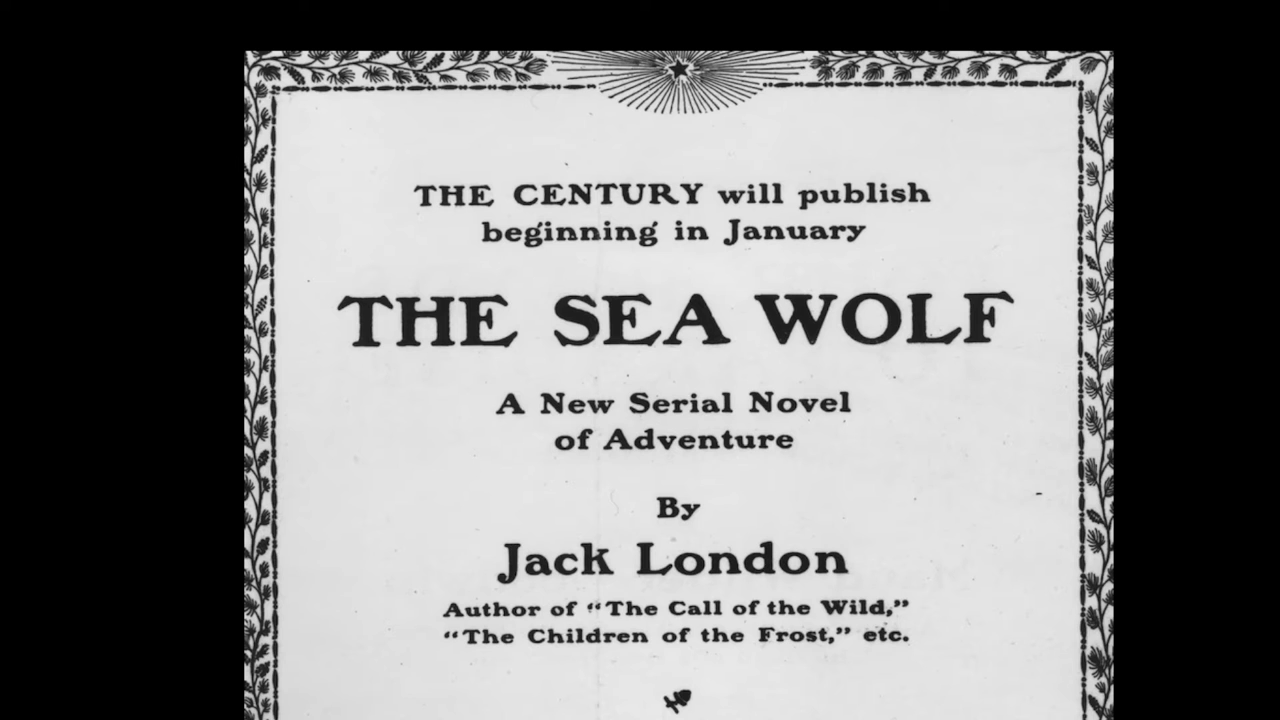 THE CENTURY will publish
beginning in January
THE SEA WOLF
A New Serial Novel
of Adventure
By
Jack London
Author of “The Call of the Wild,”
“The Children of the Frost,” etc.